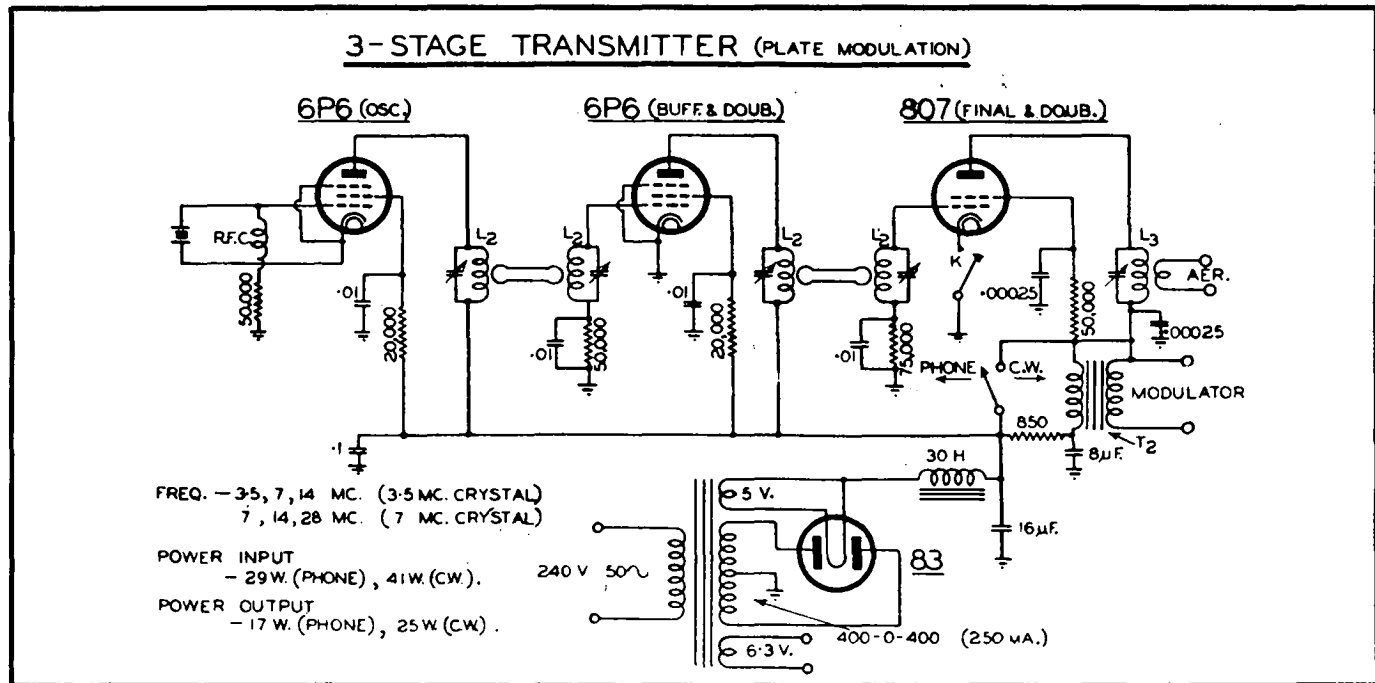 3-STAGE TRANSMITTER (PLATE MODULATION)
6P6 (OSC.)
6P6 (BUFF. & DOUB.)
807 (FINAL & DOUB.)
R.F.C.
50,000
·01
20,000
L2
L2
·01
50,000
·01
20,000
L2
L2
·01
75,000
K
·00025
50,000
L3
AER.
·00025
PHONE
C.W.
MODULATOR
850
8µF.
T2
·1
30 H
16µF.
FREQ. — 3·5, 7, 14 MC. (3·5 MC. CRYSTAL)
7, 14, 28 MC. (7 MC. CRYSTAL)
POWER INPUT
- 29 W. (PHONE), 41 W. (CW.).
POWER OUTPUT
- 17 W. (PHONE), 25 W. (CW).
240 V 50~
5 V.
83
400-0-400 (250 MA.)
6·3 V.